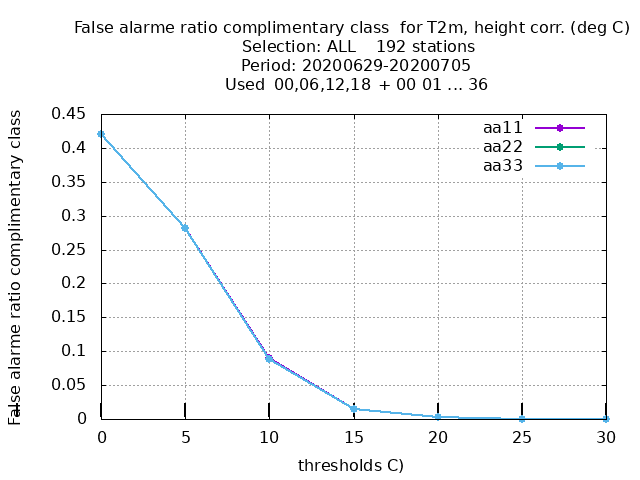 False alarme ratio complimentary class  for T2m, height corr. (deg C)
Selection: ALL    192 stations
Period: 20200629-20200705
Used  00,06,12,18 + 00 01 ... 36
False alarme ratio complimentary class
0.45
0.4
0.35
0.3
0.25
0.2
0.15
0.1
0.05
0
aa11
aa22
aa33
0 5 10 15 20 25 30
thresholds C)